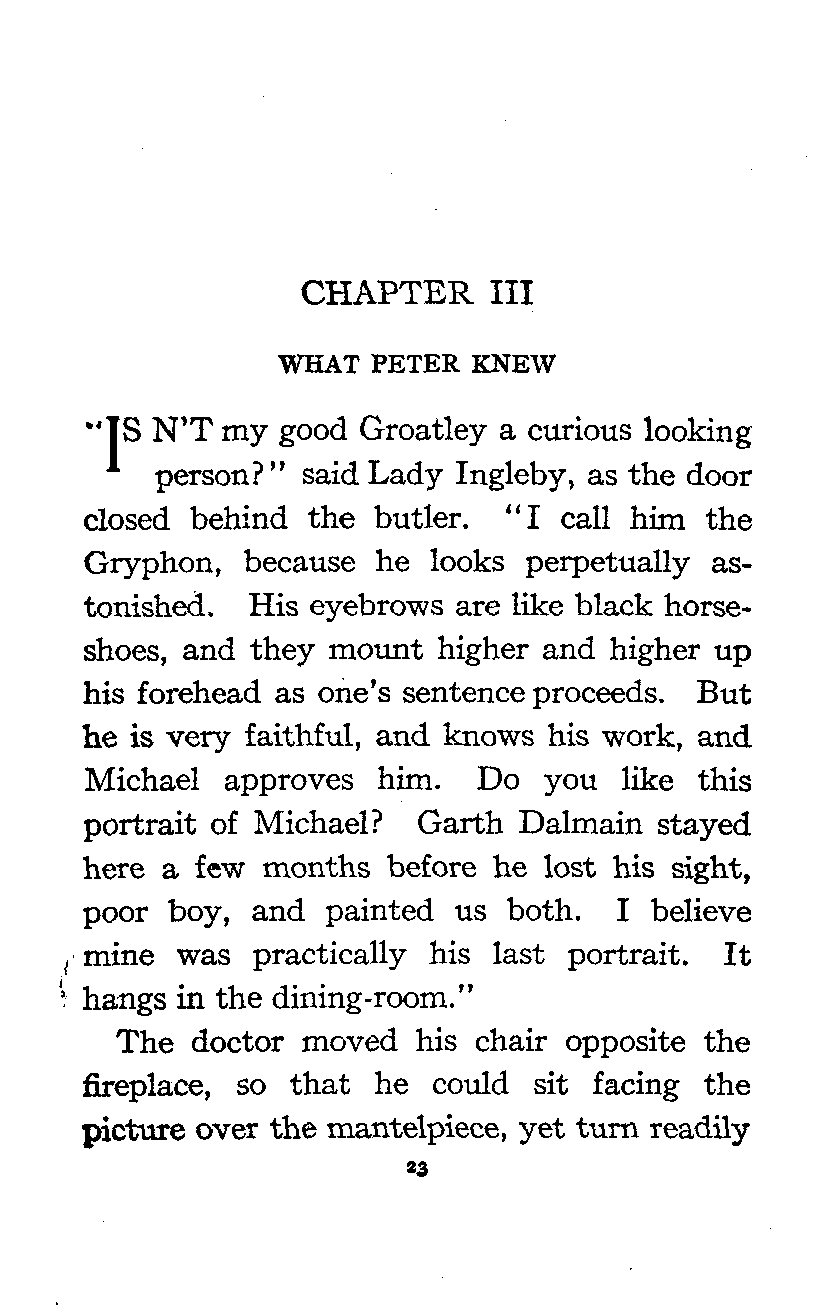 CHAPTER III
WHAT PETER KNEW
"IS N'T my good Groatley a curious looking
person?" said Lady Ingleby, as the door
closed behind the butler. "I call him the
Gryphon, because he looks perpetually as-
tonished. His eyebrows are like black horse-
shoes, and they mount higher and higher up
his forehead as one's sentence proceeds. But
he is very faithful, and knows his work, and
Michael approves him. Do you like this
portrait of Michael? Garth Dalmain stayed
here a few months before he lost his sight,
poor boy, and painted us both. I believe
mine was practically his last portrait. It
hangs in the dining-room."
The doctor moved his chair opposite the
fireplace, so that he could sit facing the
picture over the mantelpiece, yet turn readily
23